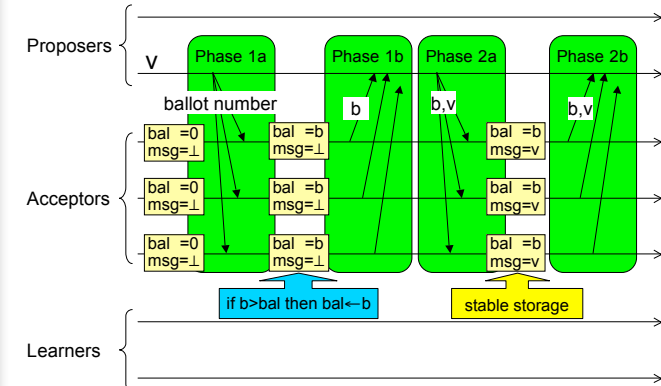 Proposers
V
Phase 1a
Phase 1b
Phase 2a
Phase 2b
ballot number
b
b,v
b,v
Acceptors
bal =0
msg=⊥
bal =b
msg=⊥
bal =b
msg=v
bal =0
msg=⊥
bal =b
msg=⊥
bal =b
msg=v
bal =0
msg=⊥
bal =b
msg=⊥
bal =b
msg=v
if b>bal then bal←b
stable storage
Learners